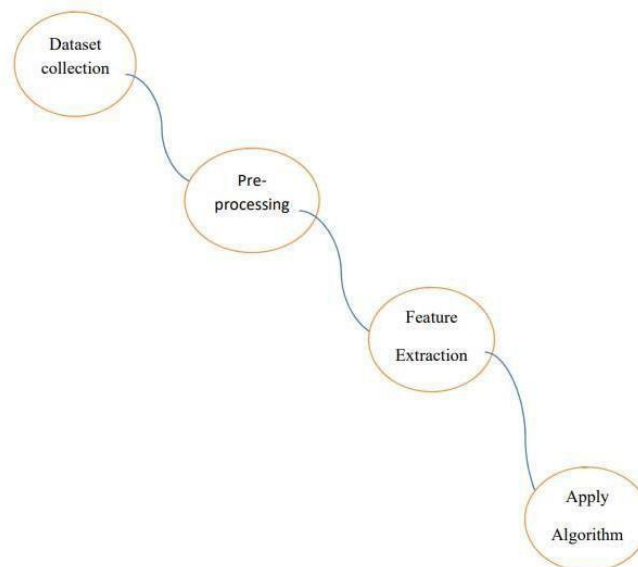 Dataset
collection
Pre-
processing
Feature
Extraction
Apply
Algorithm